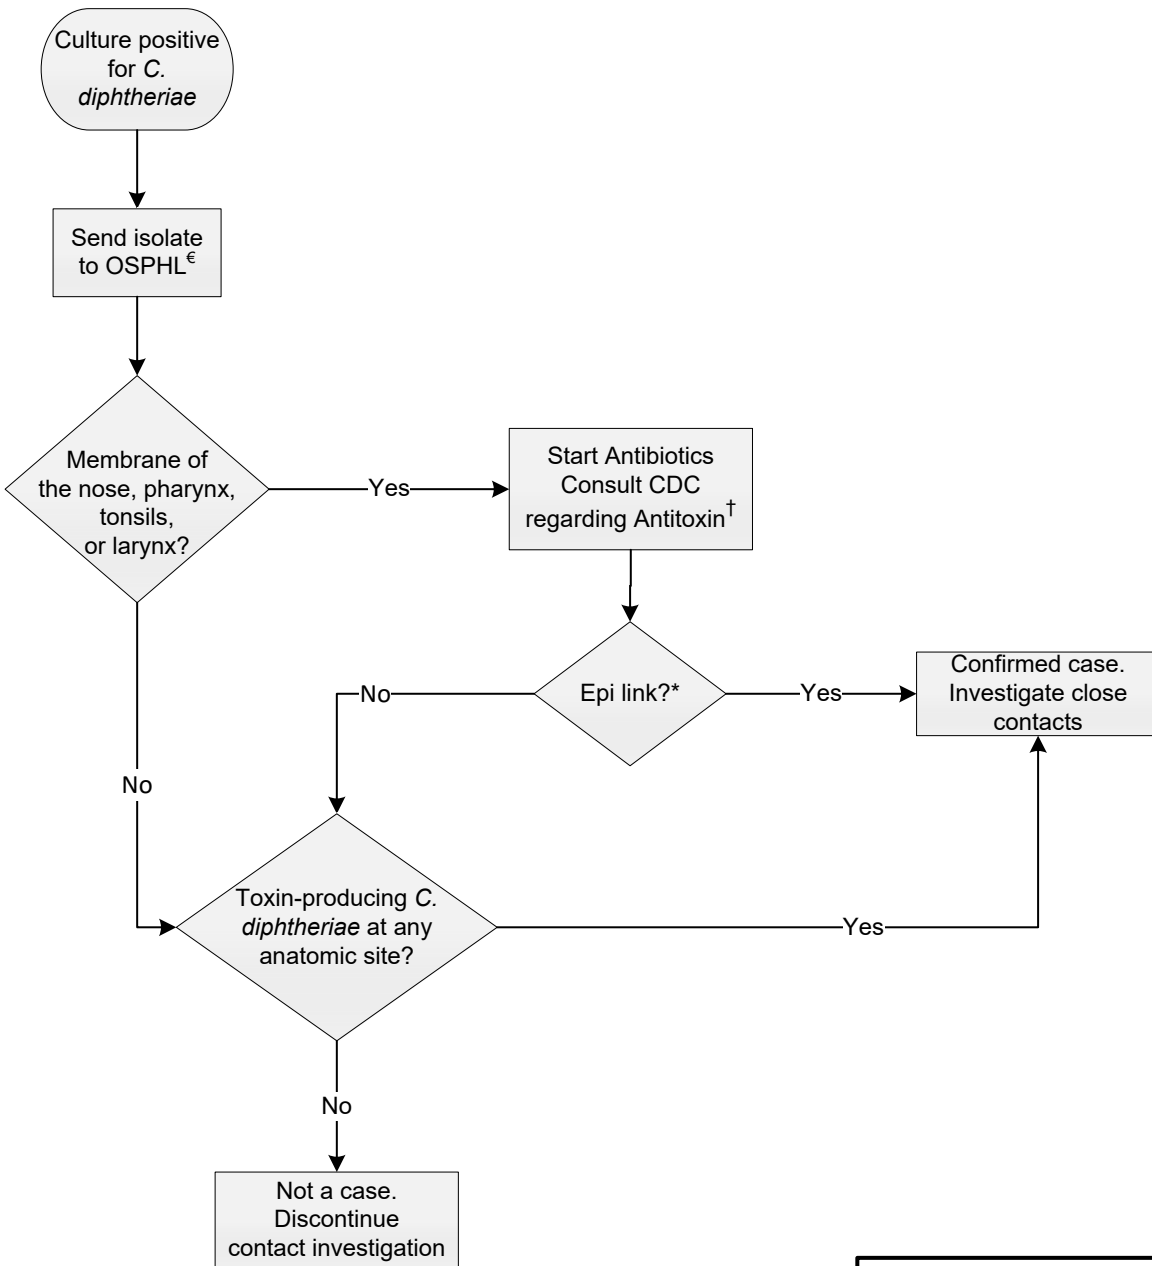 Culture positive
for C.
diphtheriae
Send isolate
to OSPHL€
Membrane of
the nose, pharynx,
tonsils,
or larynx?
Yes
Start Antibiotics
Consult CDC
regarding Antitoxin†
Epi link?*
No
Yes
Confirmed case.
Investigate close
contacts
No
Toxin-producing C.
diphtheriae at any
anatomic site?
Yes
No
Not a case.
Discontinue
contact investigation